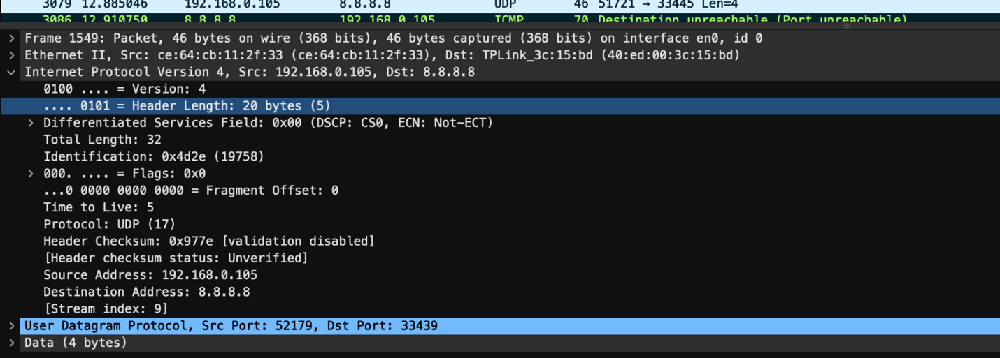 3079 12.885046 192.168.0.105 8.8.8.8 UDP 46 51721 → 33445 Len=4
3086 12.910750 8.8.8.8 192.168.0.105 ICMP 70 Destination unreachable (Port unreachable)
Frame 1549: Packet, 46 bytes on wire (368 bits), 46 bytes captured (368 bits) on interface en0, id 0
Ethernet II, Src: ce:64:cb:11:2f:33 (ce:64:cb:11:2f:33), Dst: TPLink_3c:15:bd (40:ed:00:3c:15:bd)
Internet Protocol Version 4, Src: 192.168.0.105, Dst: 8.8.8.8
0100 .... = Version: 4
.... 0101 = Header Length: 20 bytes (5)
Differentiated Services Field: 0x00 (DSCP: CS0, ECN: Not-ECT)
Total Length: 32
Identification: 0x4d2e (19758)
000. .... = Flags: 0x0
...0 0000 0000 0000 = Fragment Offset: 0
Time to Live: 5
Protocol: UDP (17)
Header Checksum: 0x977e [validation disabled]
[Header checksum status: Unverified]
Source Address: 192.168.0.105
Destination Address: 8.8.8.8
[Stream index: 9]
User Datagram Protocol, Src Port: 52179, Dst Port: 33439
Data (4 bytes)